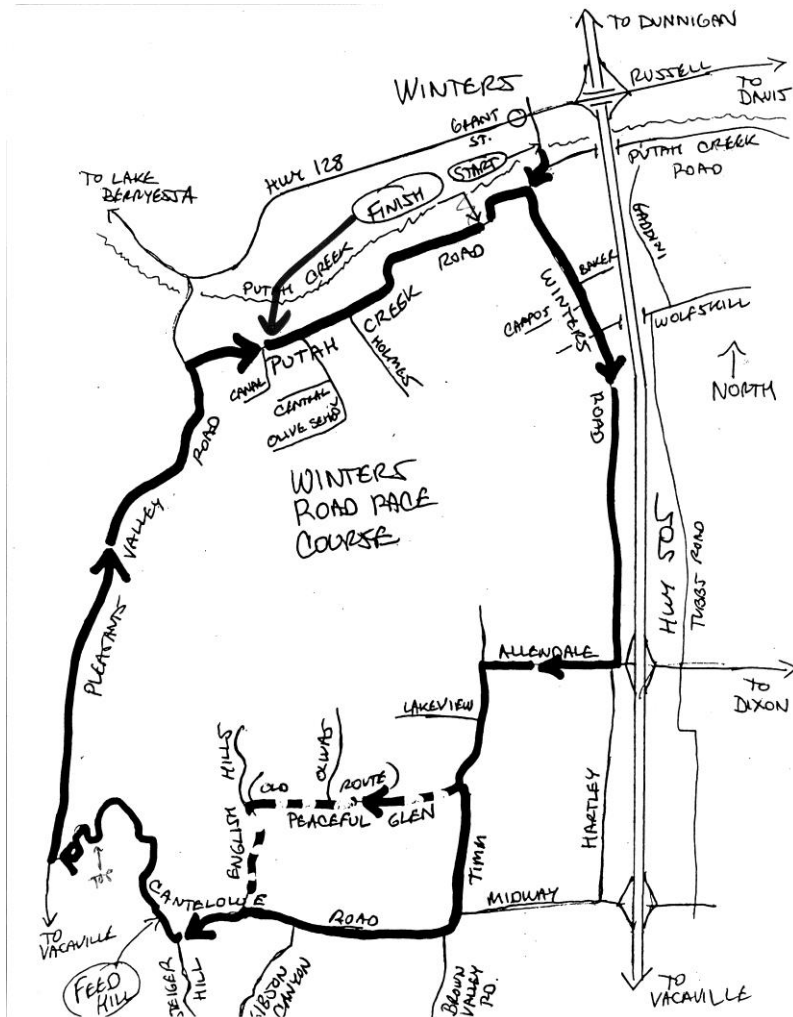 TO DUNNIGAN
WINTERS
RUSSELL
TO
DAVIS
GRANT
ST.
START
PUTAH CREEK
ROAD
HWY 128
TO LAKE
BERRYESSA
FINISH
GADDINI
PUTAH CREEK
ROAD
BAKER
WINTERS
CAMPOS
WOLFSKILL
CREEK
HOLMES
PUTAH
CANAL
CENTRAL
OLIVE SCHOOL
NORTH
ROAD
ROAD
WINTERS
ROAD RACE
COURSE
VALLEY
HWY 505
TUBBS ROAD
PLEASANTS
ALLENDALE
TO
DIXON
LAKEVIEW
HILLS
OLIVAS
(OLD
ROUTE)
PEACEFUL GLEN
ENGLISH
TIMM
HARTLEY
TOP
CANTELOWE
ROAD
MIDWAY
TO
VACAVILLE
FEED
HILL
STEIGER
HILL
GIBSON
CANYON
BROWN
VALLEY
RD.
TO
VACAVILLE